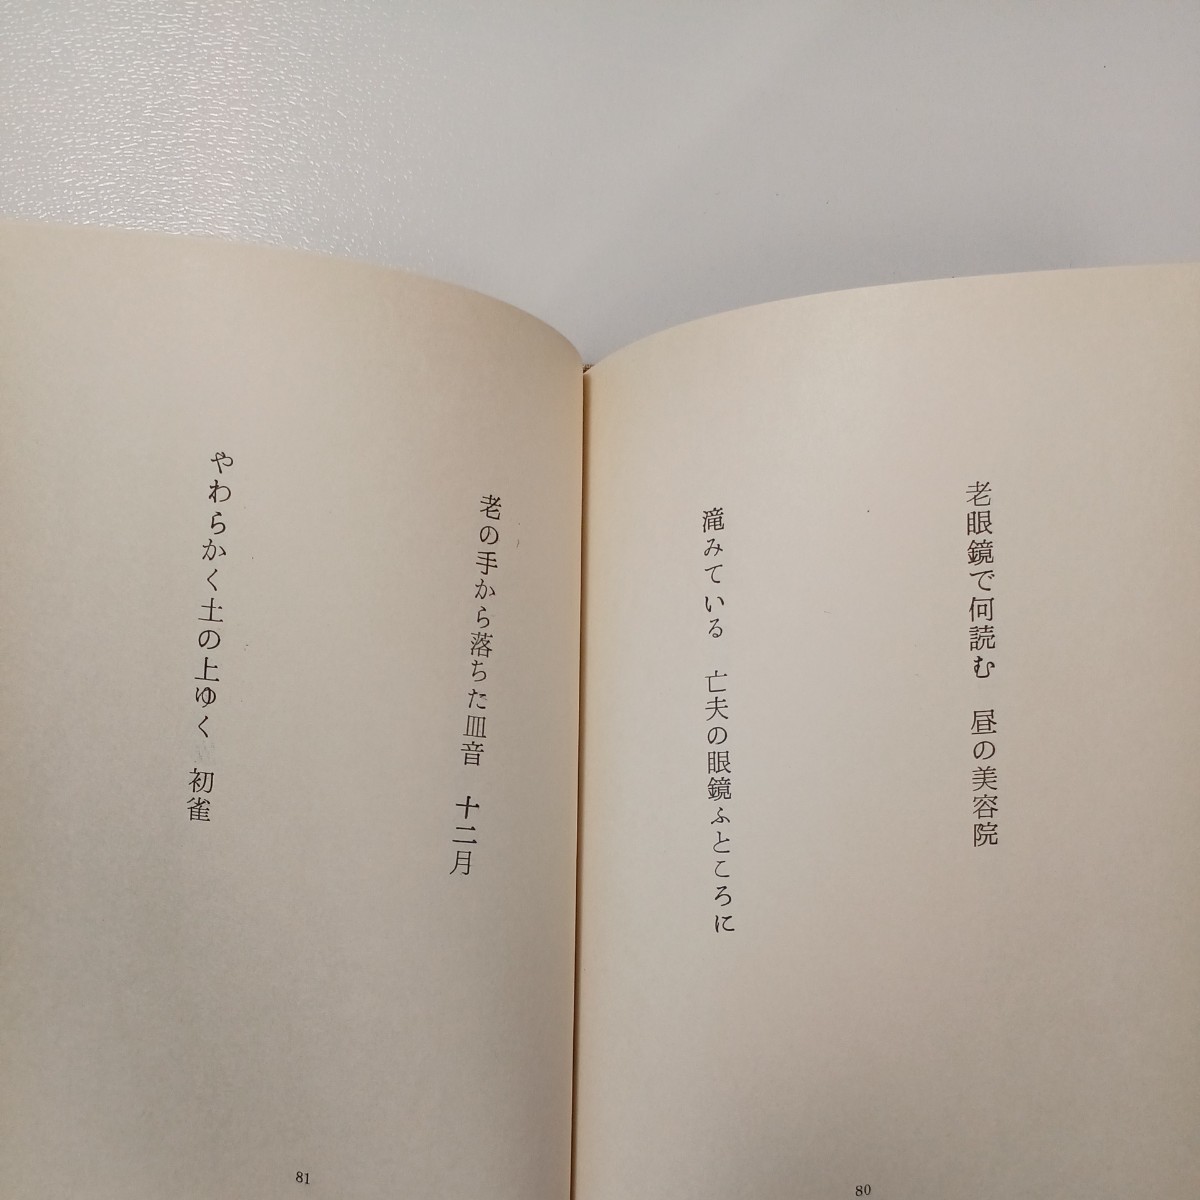 老眼鏡で何読む　昼の美容院
滝みている　亡夫の眼鏡ふところに
80
老の手から落ちた皿音　十二月
やわらかく土の上ゆく　初雀
81